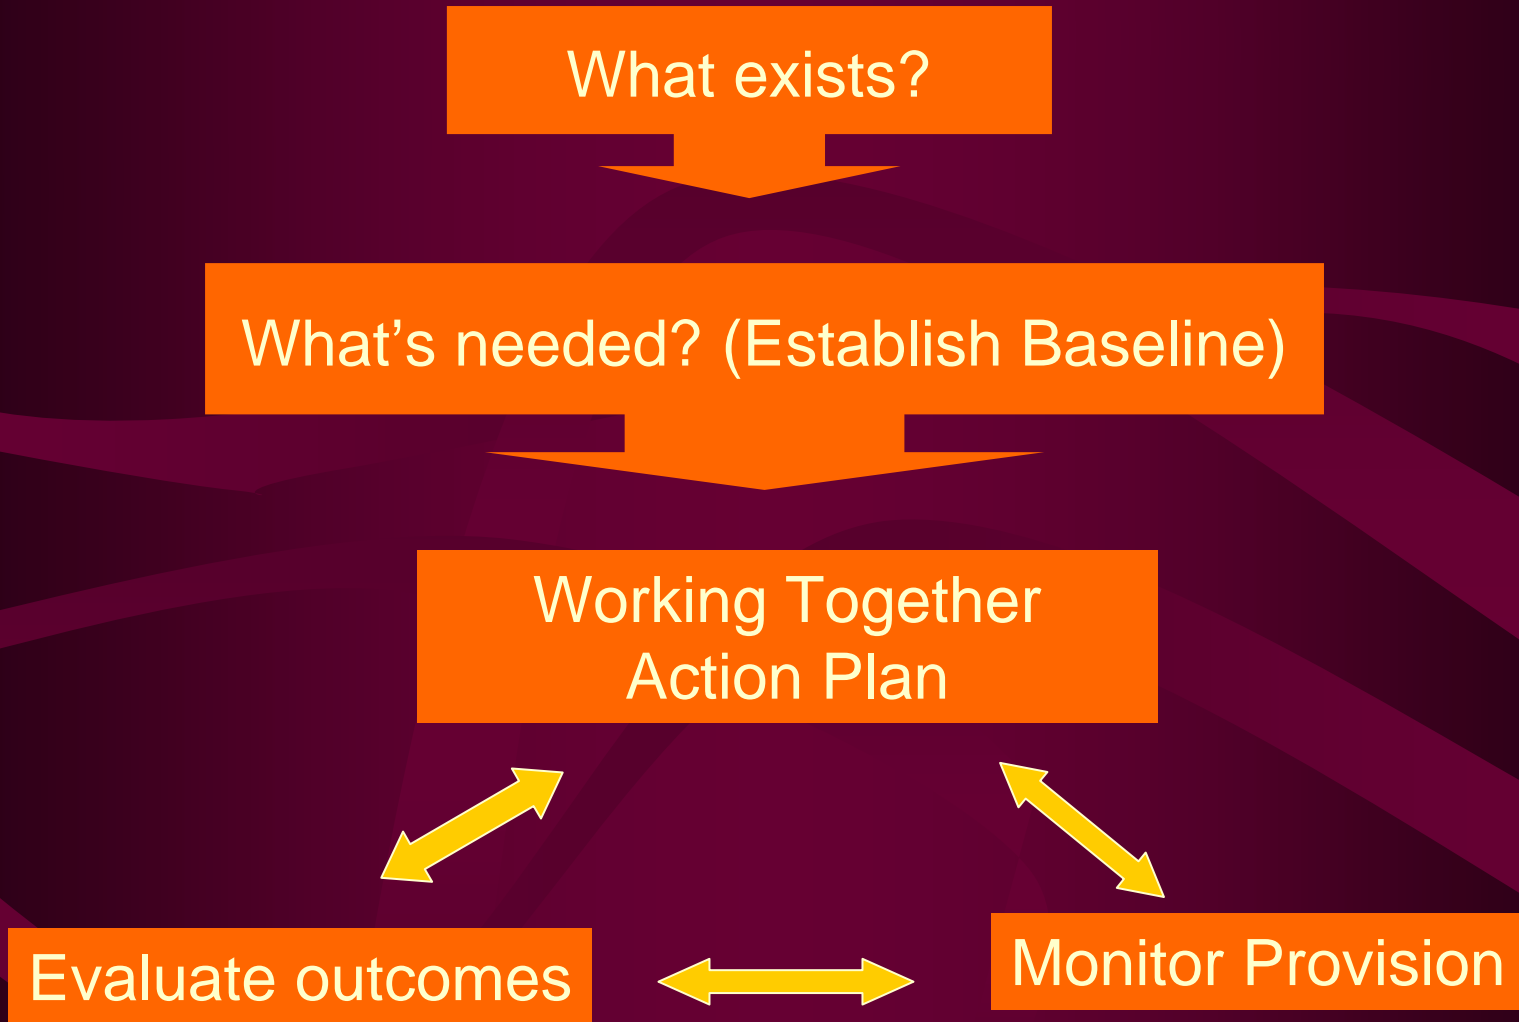 What exists?
What’s needed? (Establish Baseline)
Working Together
Action Plan
Evaluate outcomes
Monitor Provision